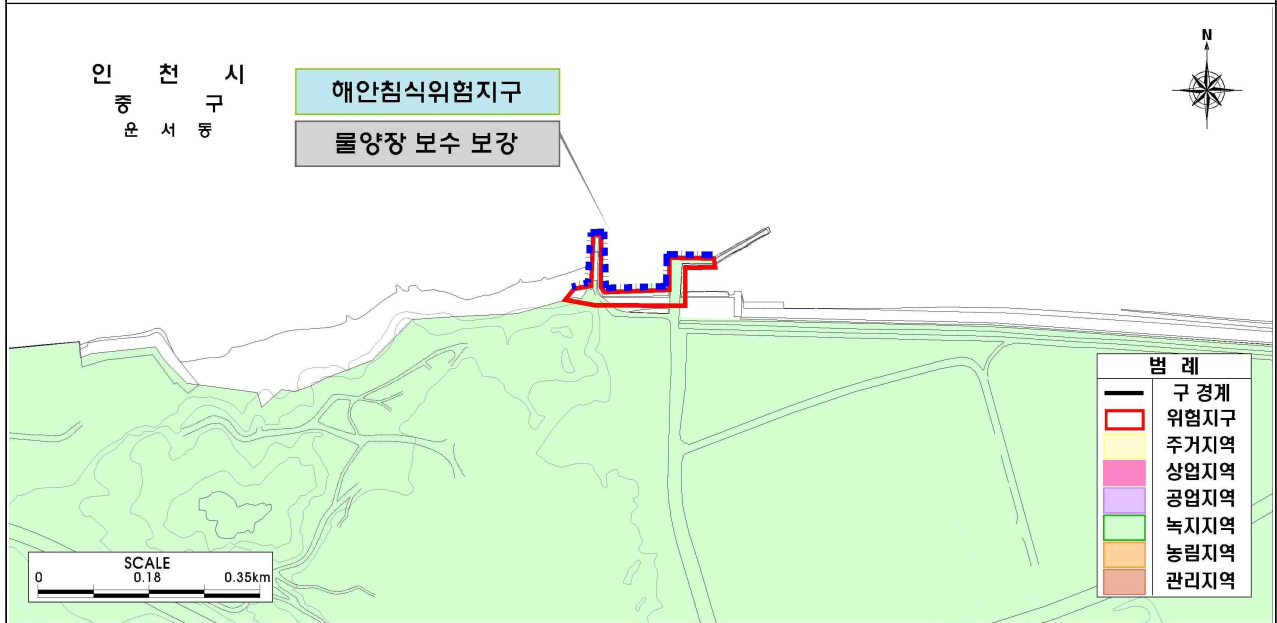 인 천 시
중 구
운 서 동
해안침식위험지구
물양장 보수 보강
N
범 례
구 경계
위험지구
주거지역
상업지역
공업지역
녹지지역
농림지역
관리지역
SCALE
0 0.18 0.35km